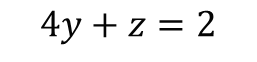 4y + z = 2